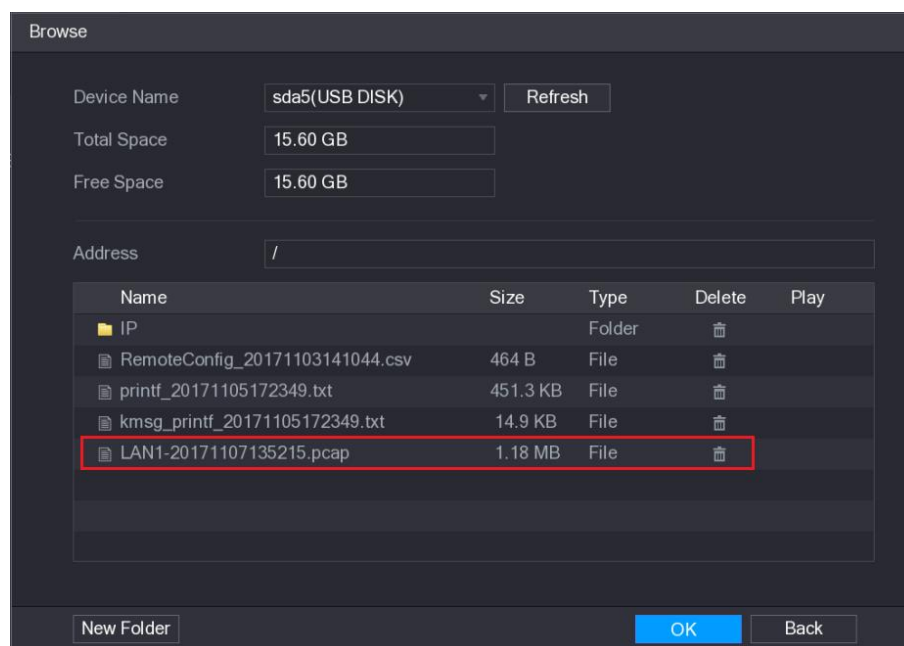 Browse
Device Name sda5(USB DISK) Refresh
Total Space 15.60 GB
Free Space 15.60 GB
Address /
Name Size Type Delete Play
IP Folder
RemoteConfig_20171103141044.csv 464 B File
printf_20171105172349.txt 451.3 KB File
kmsg_printf_20171105172349.txt 14.9 KB File
LAN1-20171107135215.pcap 1.18 MB File
New Folder OK Back